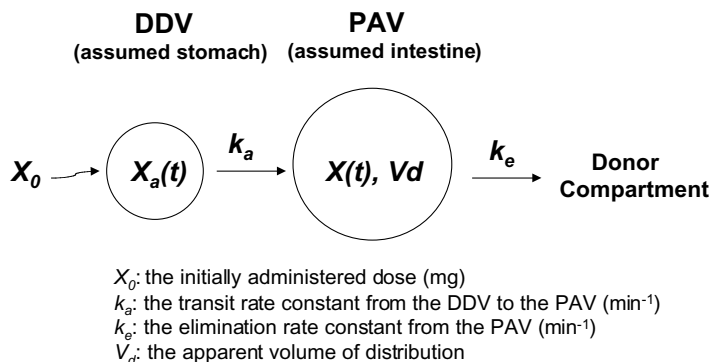 DDV
(assumed stomach)
PAV
(assumed intestine)
X0
Xa(t)
ka
X(t), Vd
ke
Donor
Compartment
X0: the initially administered dose (mg)
ka: the transit rate constant from the DDV to the PAV (min-1)
ke: the elimination rate constant from the PAV (min-1)
Vd: the apparent volume of distribution